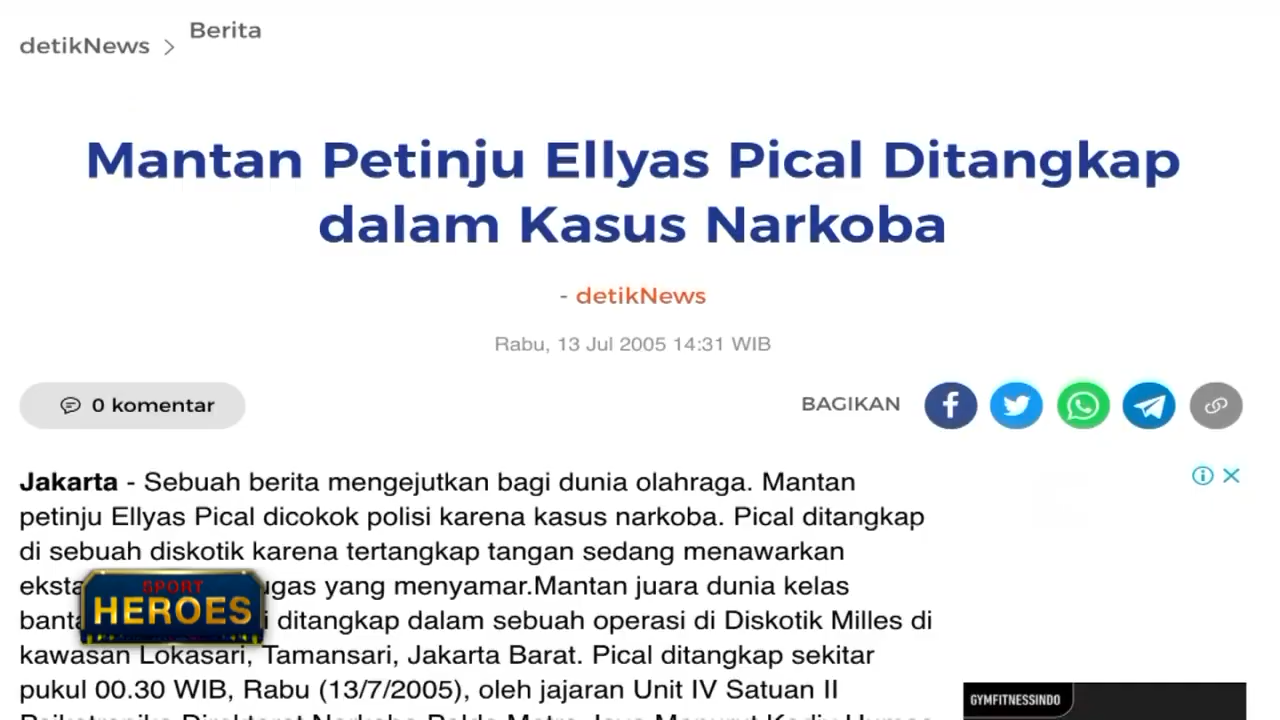 detikNews > Berita
Mantan Petinju Ellyas Pical Ditangkap
dalam Kasus Narkoba
- detikNews
Rabu, 13 Jul 2005 14:31 WIB
0 komentar
BAGIKAN
Jakarta - Sebuah berita mengejutkan bagi dunia olahraga. Mantan
petinju Ellyas Pical dicokok polisi karena kasus narkoba. Pical ditangkap
di sebuah diskotik karena tertangkap tangan sedang menawarkan
yang menyamar.Mantan juara dunia kelas
ditangkap dalam sebuah operasi di Diskotik Milles di
kawasan Lokasari, Tamansari, Jakarta Barat. Pical ditangkap sekitar
pukul 00.30 WIB, Rabu (13/7/2005), oleh jajaran Unit IV Satuan II
SPORT
HEROES
GYMFITNESSINDO